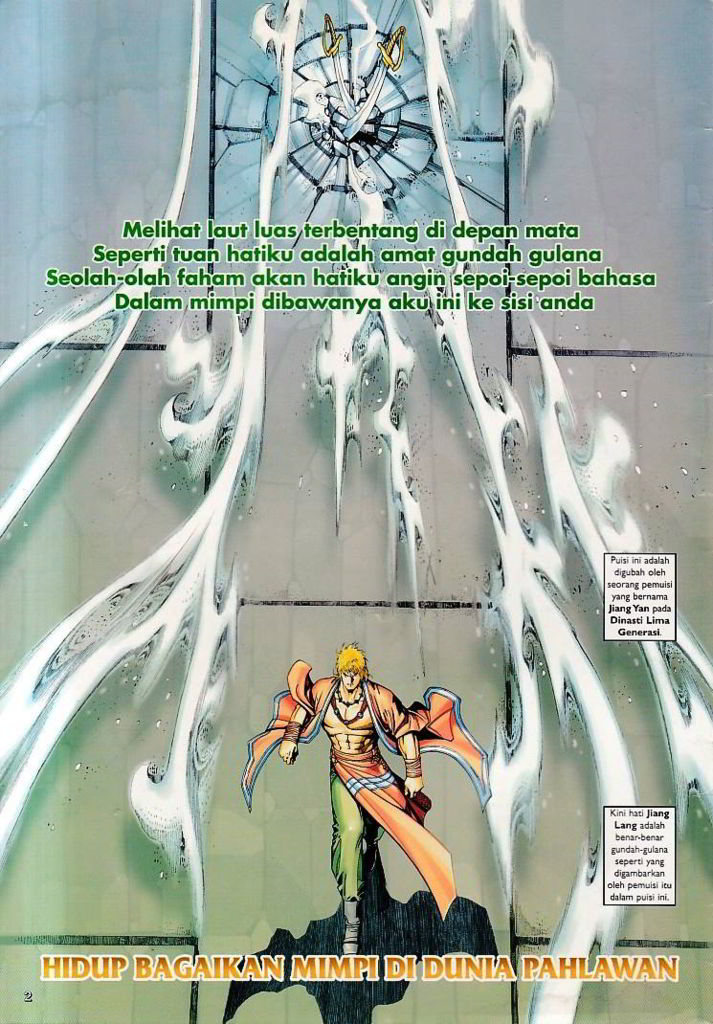 Melihat laut luas terbentang di depan mata
Seperti tuan hatiku adalah amat gundah gulana
Seolah-olah faham akan hatiku angin sepoi-sepoi bahasa
Dalam mimpi dibawanya aku ini ke sisi anda
Puisi ini adalah
digubah oleh
seorang pemuisi
yang bernama
Jiang Yan pada
Dinasti Lima
Generasi.
Kini hati Jiang
Lang adalah
benar-benar
gundah-gulana
seperti yang
digambarkan
oleh pemuisi itu
dalam puisi ini.
HIDUP BAGAIKAN MIMPI DI DUNIA PAHLAWAN
2